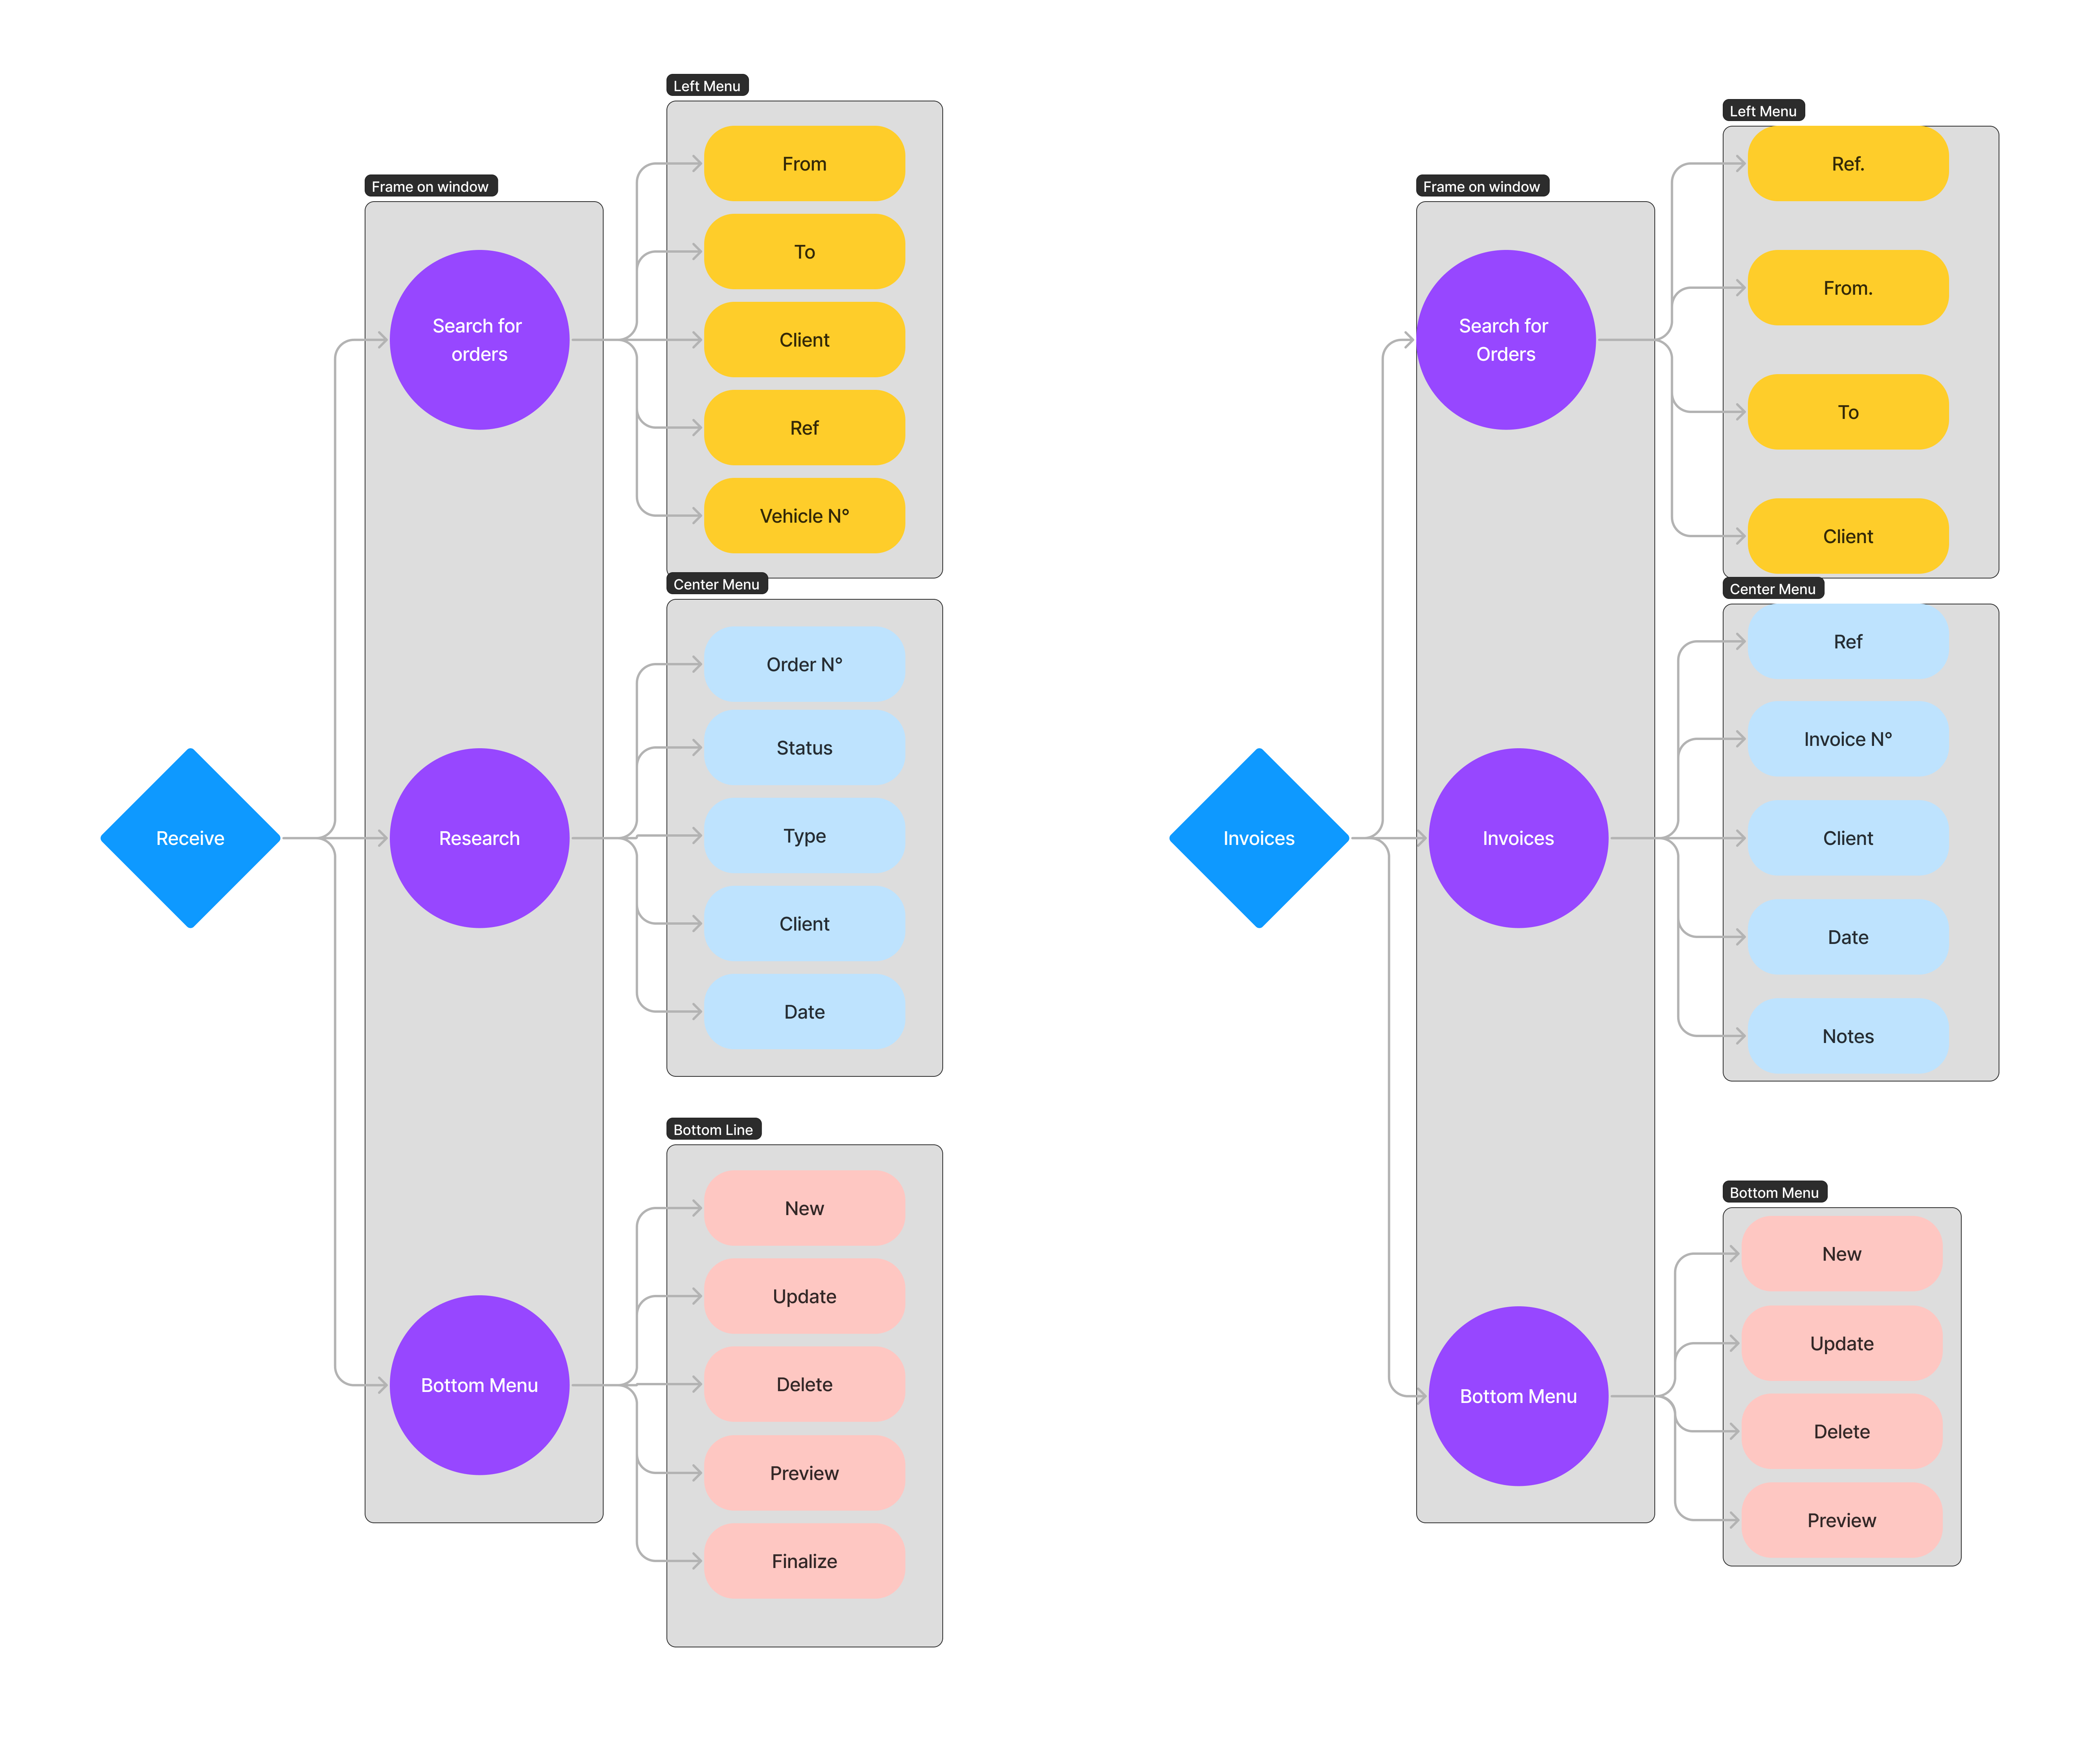 Left Menu
From
To
Client
Ref
Vehicle N°
Frame on window
Search for
orders
Center Menu
Order N°
Status
Type
Client
Date
Receive
Research
Bottom Line
New
Update
Delete
Preview
Finalize
Bottom Menu
Left Menu
Ref.
From.
To
Client
Frame on window
Search for
Orders
Center Menu
Ref
Invoice N°
Client
Date
Notes
Invoices
Invoices
Bottom Menu
New
Update
Delete
Preview
Bottom Menu